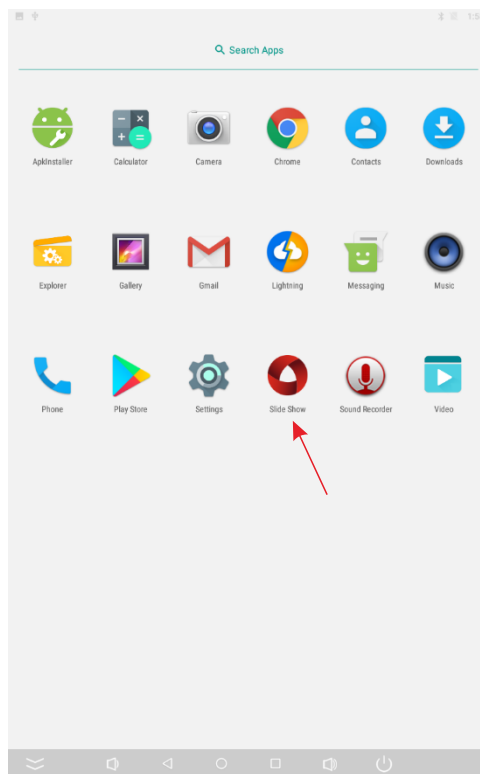 Search Apps
ApkInstaller Calculator Camera Chrome Contacts Downloads
Explorer Gallery Gmail Lightning Messaging Music
Phone Play Store Settings Slide Show Sound Recorder Video